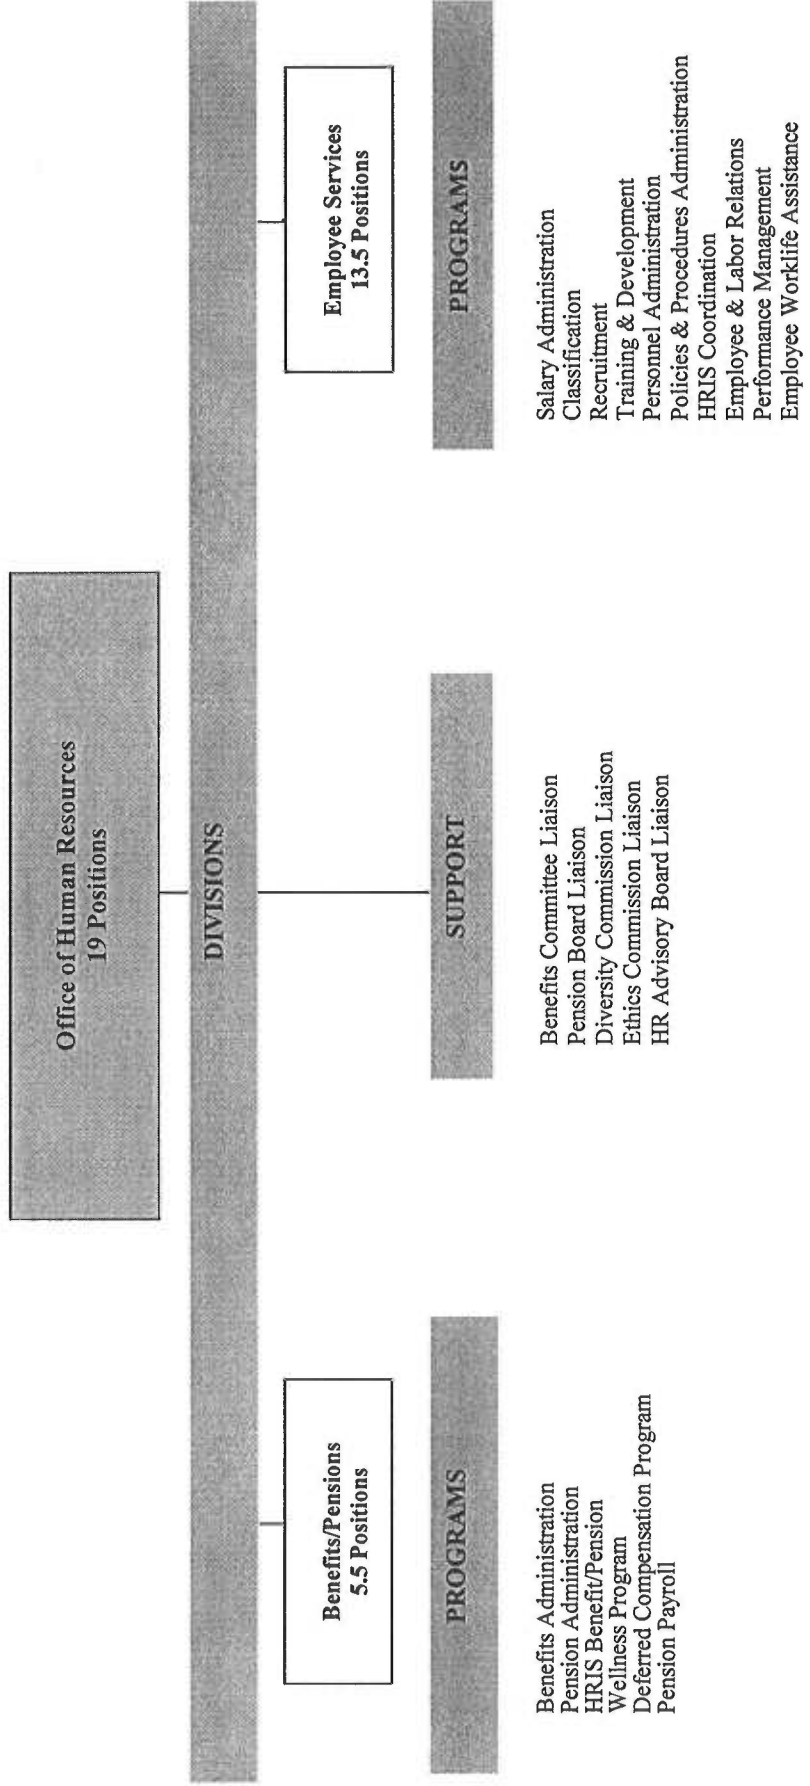 Office of Human Resources
19 Positions
DIVISIONS
Benefits/Pensions
5.5 Positions
PROGRAMS
Benefits Administration
Pension Administration
HRIS Benefit/Pension
Wellness Program
Deferred Compensation Program
Pension Payroll
SUPPORT
Benefits Committee Liaison
Pension Board Liaison
Diversity Commission Liaison
Ethics Commission Liaison
HR Advisory Board Liaison
Employee Services
13.5 Positions
PROGRAMS
Salary Administration
Classification
Recruitment
Training & Development
Personnel Administration
Policies & Procedures Administration
HRIS Coordination
Employee & Labor Relations
Performance Management
Employee Worklife Assistance